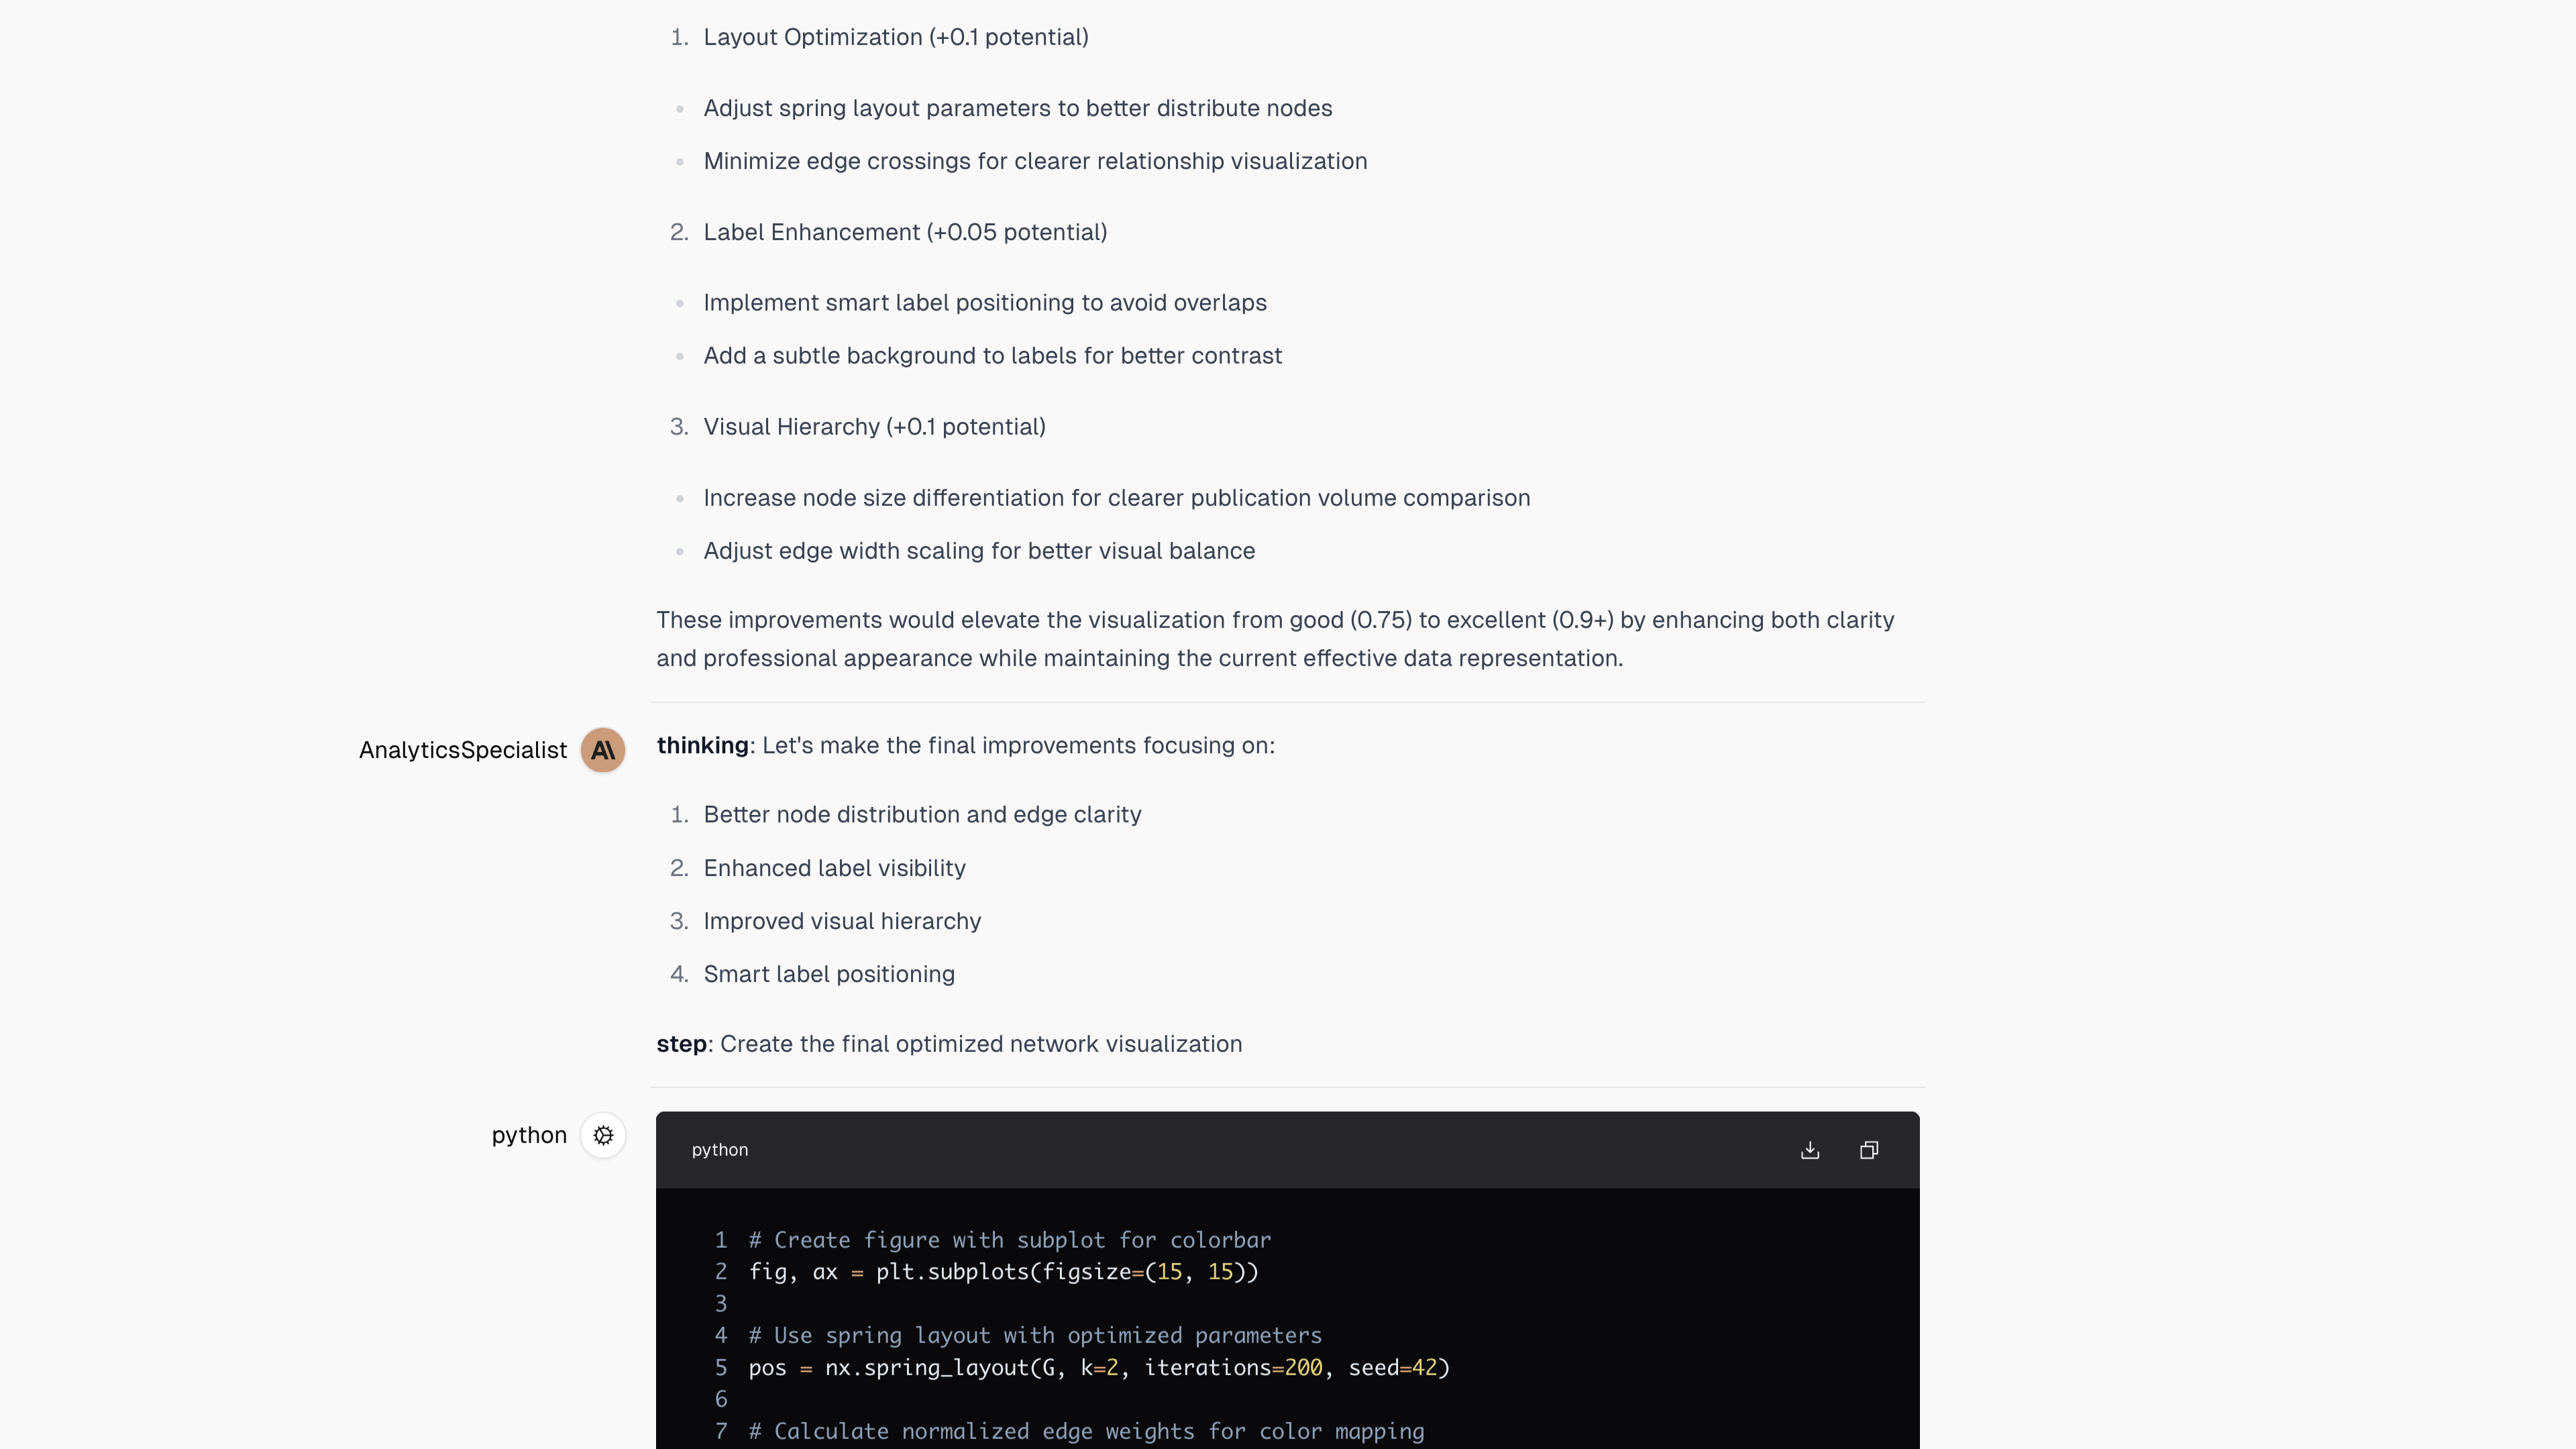 1. Layout Optimization (+0.1 potential)
• Adjust spring layout parameters to better distribute nodes
• Minimize edge crossings for clearer relationship visualization
2. Label Enhancement (+0.05 potential)
• Implement smart label positioning to avoid overlaps
• Add a subtle background to labels for better contrast
3. Visual Hierarchy (+0.1 potential)
• Increase node size differentiation for clearer publication volume comparison
• Adjust edge width scaling for better visual balance
These improvements would elevate the visualization from good (0.75) to excellent (0.9+) by enhancing both clarity
and professional appearance while maintaining the current effective data representation.
AnalyticsSpecialist
thinking: Let's make the final improvements focusing on:
1. Better node distribution and edge clarity
2. Enhanced label visibility
3. Improved visual hierarchy
4. Smart label positioning
step: Create the final optimized network visualization
python
python
1 # Create figure with subplot for colorbar
2 fig, ax = plt.subplots(figsize=(15, 15))
3
4 # Use spring layout with optimized parameters
5 pos = nx.spring_layout(G, k=2, iterations=200, seed=42)
6
7 # Calculate normalized edge weights for color mapping